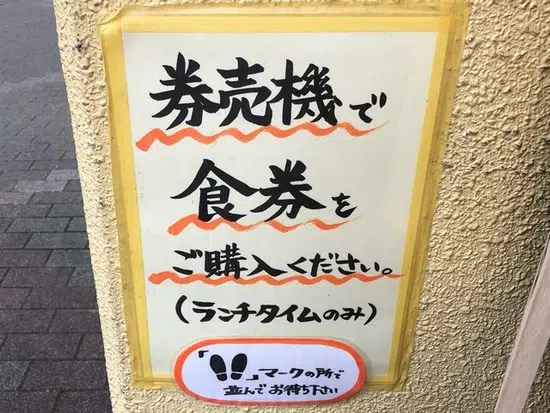 券売機で
食券を
ご購入ください。
(ランチタイムのみ)
「 」マークの所で
並んでお待ち下さい